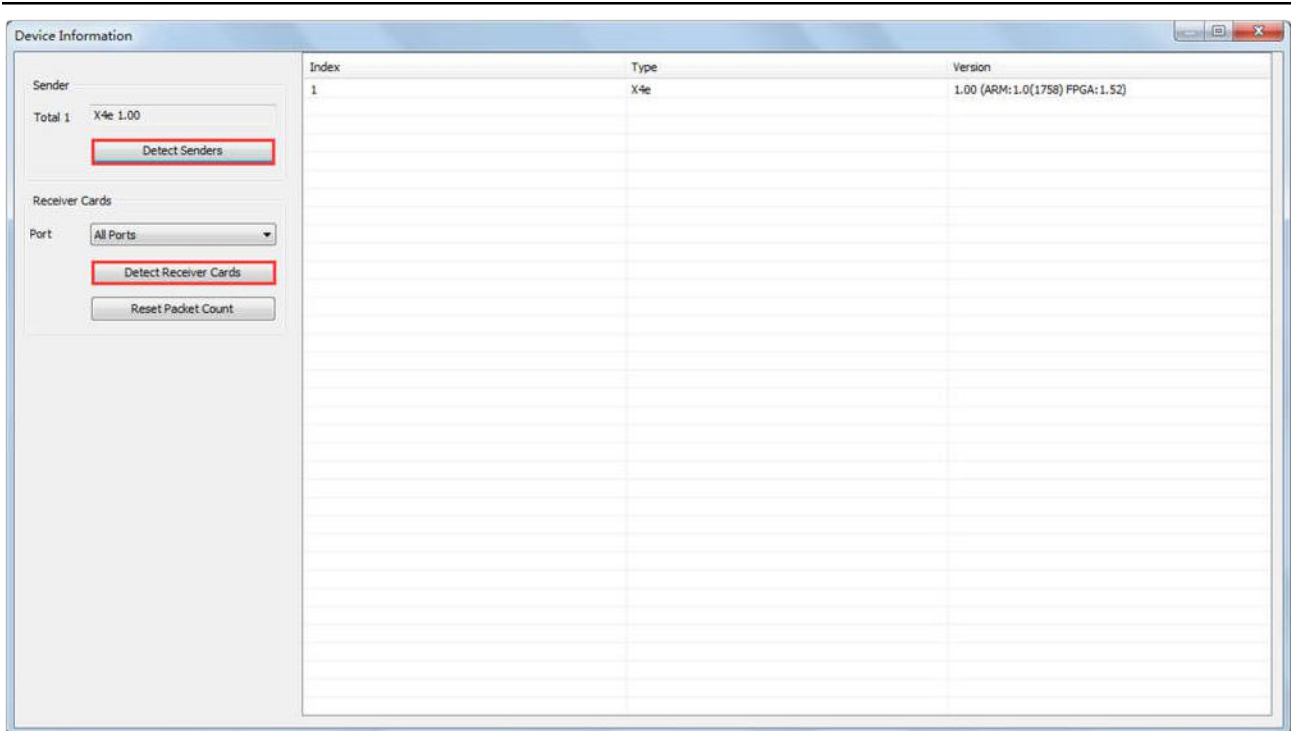 Device Information
Sender
Total 1 X4e 1.00
Detect Senders
Receiver Cards
Port All Ports
Detect Receiver Cards
Reset Packet Count
Index Type Version
1 X4e 1.00 (ARM:1.0(1758) FPGA:1.52)